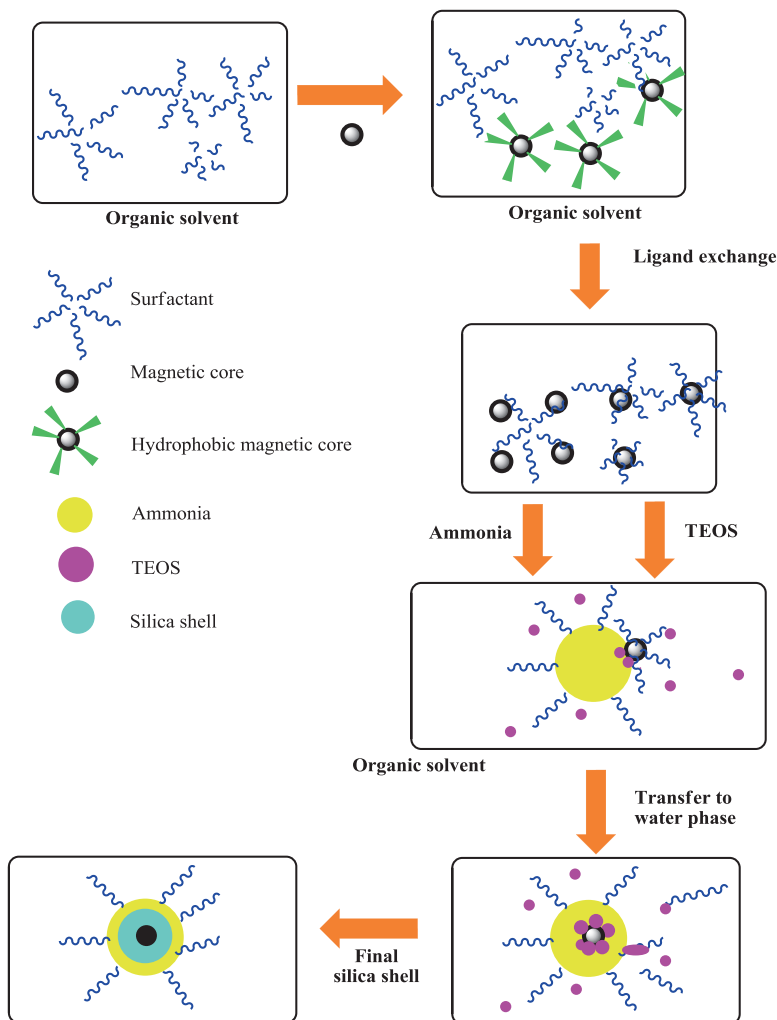 Organic solvent
Organic solvent
Ligand exchange
Surfactant
Magnetic core
Hydrophobic magnetic core
Ammonia
TEOS
Silica shell
Ammonia
TEOS
Organic solvent
Transfer to
water phase
Final
silica shell